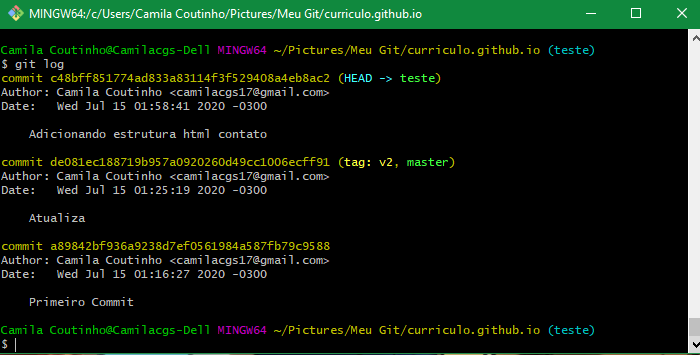 MINGW64:/c/Users/Camila Coutinho/Pictures/Meu Git/curriculo.github.io
Camila Coutinho@Camilacgs-Dell MINGW64 ~/Pictures/Meu Git/curriculo.github.io (teste)
$ git log
commit c48bff851774ad833a83114f3f529408a4eb8ac2 (HEAD -> teste)
Author: Camila Coutinho <camilacgs17@gmail.com>
Date:   Wed Jul 15 01:58:41 2020 -0300
Adicionando estrutura html contato
commit de081ec188719b957a0920260d49cc1006ecff91 (tag: v2, master)
Author: Camila Coutinho <camilacgs17@gmail.com>
Date:   Wed Jul 15 01:25:19 2020 -0300
Atualiza
commit a89842bf936a9238d7ef0561984a587fb79c9588
Author: Camila Coutinho <camilacgs17@gmail.com>
Date:   Wed Jul 15 01:16:27 2020 -0300
Primeiro Commit
Camila Coutinho@Camilacgs-Dell MINGW64 ~/Pictures/Meu Git/curriculo.github.io (teste)
$